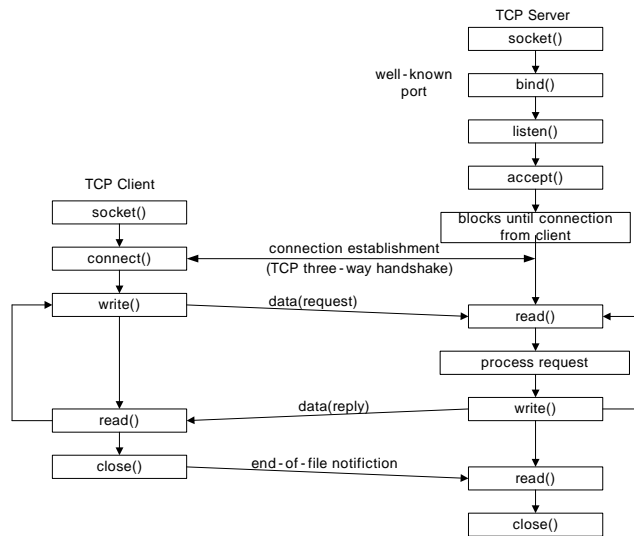 TCP Server
socket()
well-known
port
bind()
listen()
accept()
TCP Client
socket()
blocks until connection
from client
connect()
connection establishment
(TCP three-way handshake)
write()
data(request)
read()
process request
data(reply)
write()
read()
close()
end-of-file notifiction
read()
close()